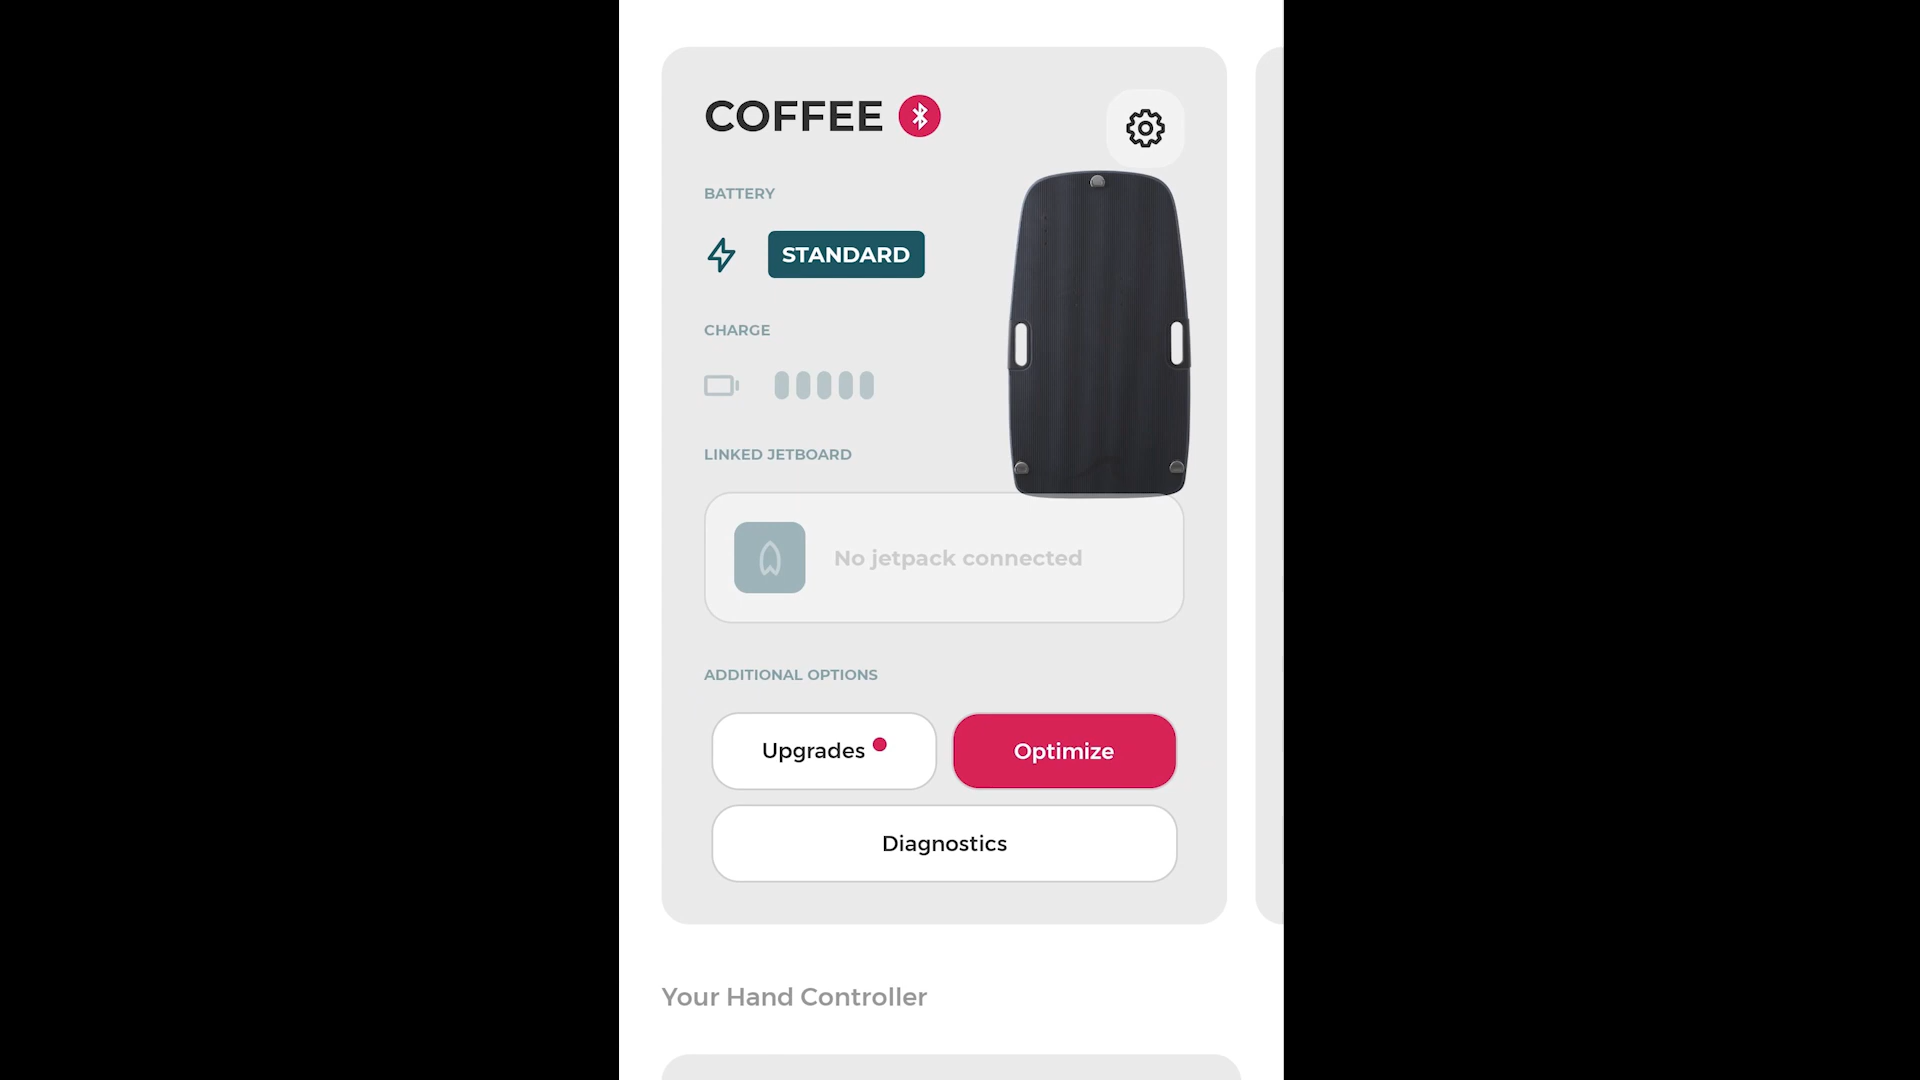 COFFEE
BATTERY
STANDARD
CHARGE
LINKED JETBOARD
No jetpack connected
ADDITIONAL OPTIONS
Upgrades
Optimize
Diagnostics
Your Hand Controller